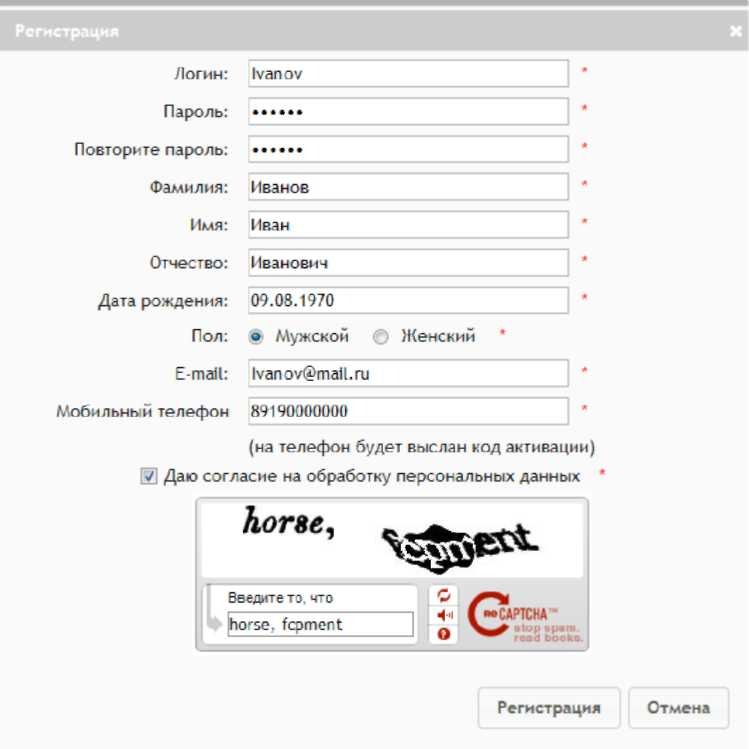 Регистрация
Логин: Ivanov *
Пароль: •••••• *
Повторите пароль: •••••• *
Фамилия: Иванов *
Имя: Иван *
Отчество: Иванович *
Дата рождения: 09.08.1970 *
Пол: Мужской Женский *
E-mail: Ivanov@mail.ru *
Мобильный телефон 89190000000 *
(на телефон будет выслан код активации)
Даю согласие на обработку персональных данных *
horse, fcpment
Введите то, что
horse, fcpment
reCAPTCHA™
stop spam.
read books.
Регистрация Отмена